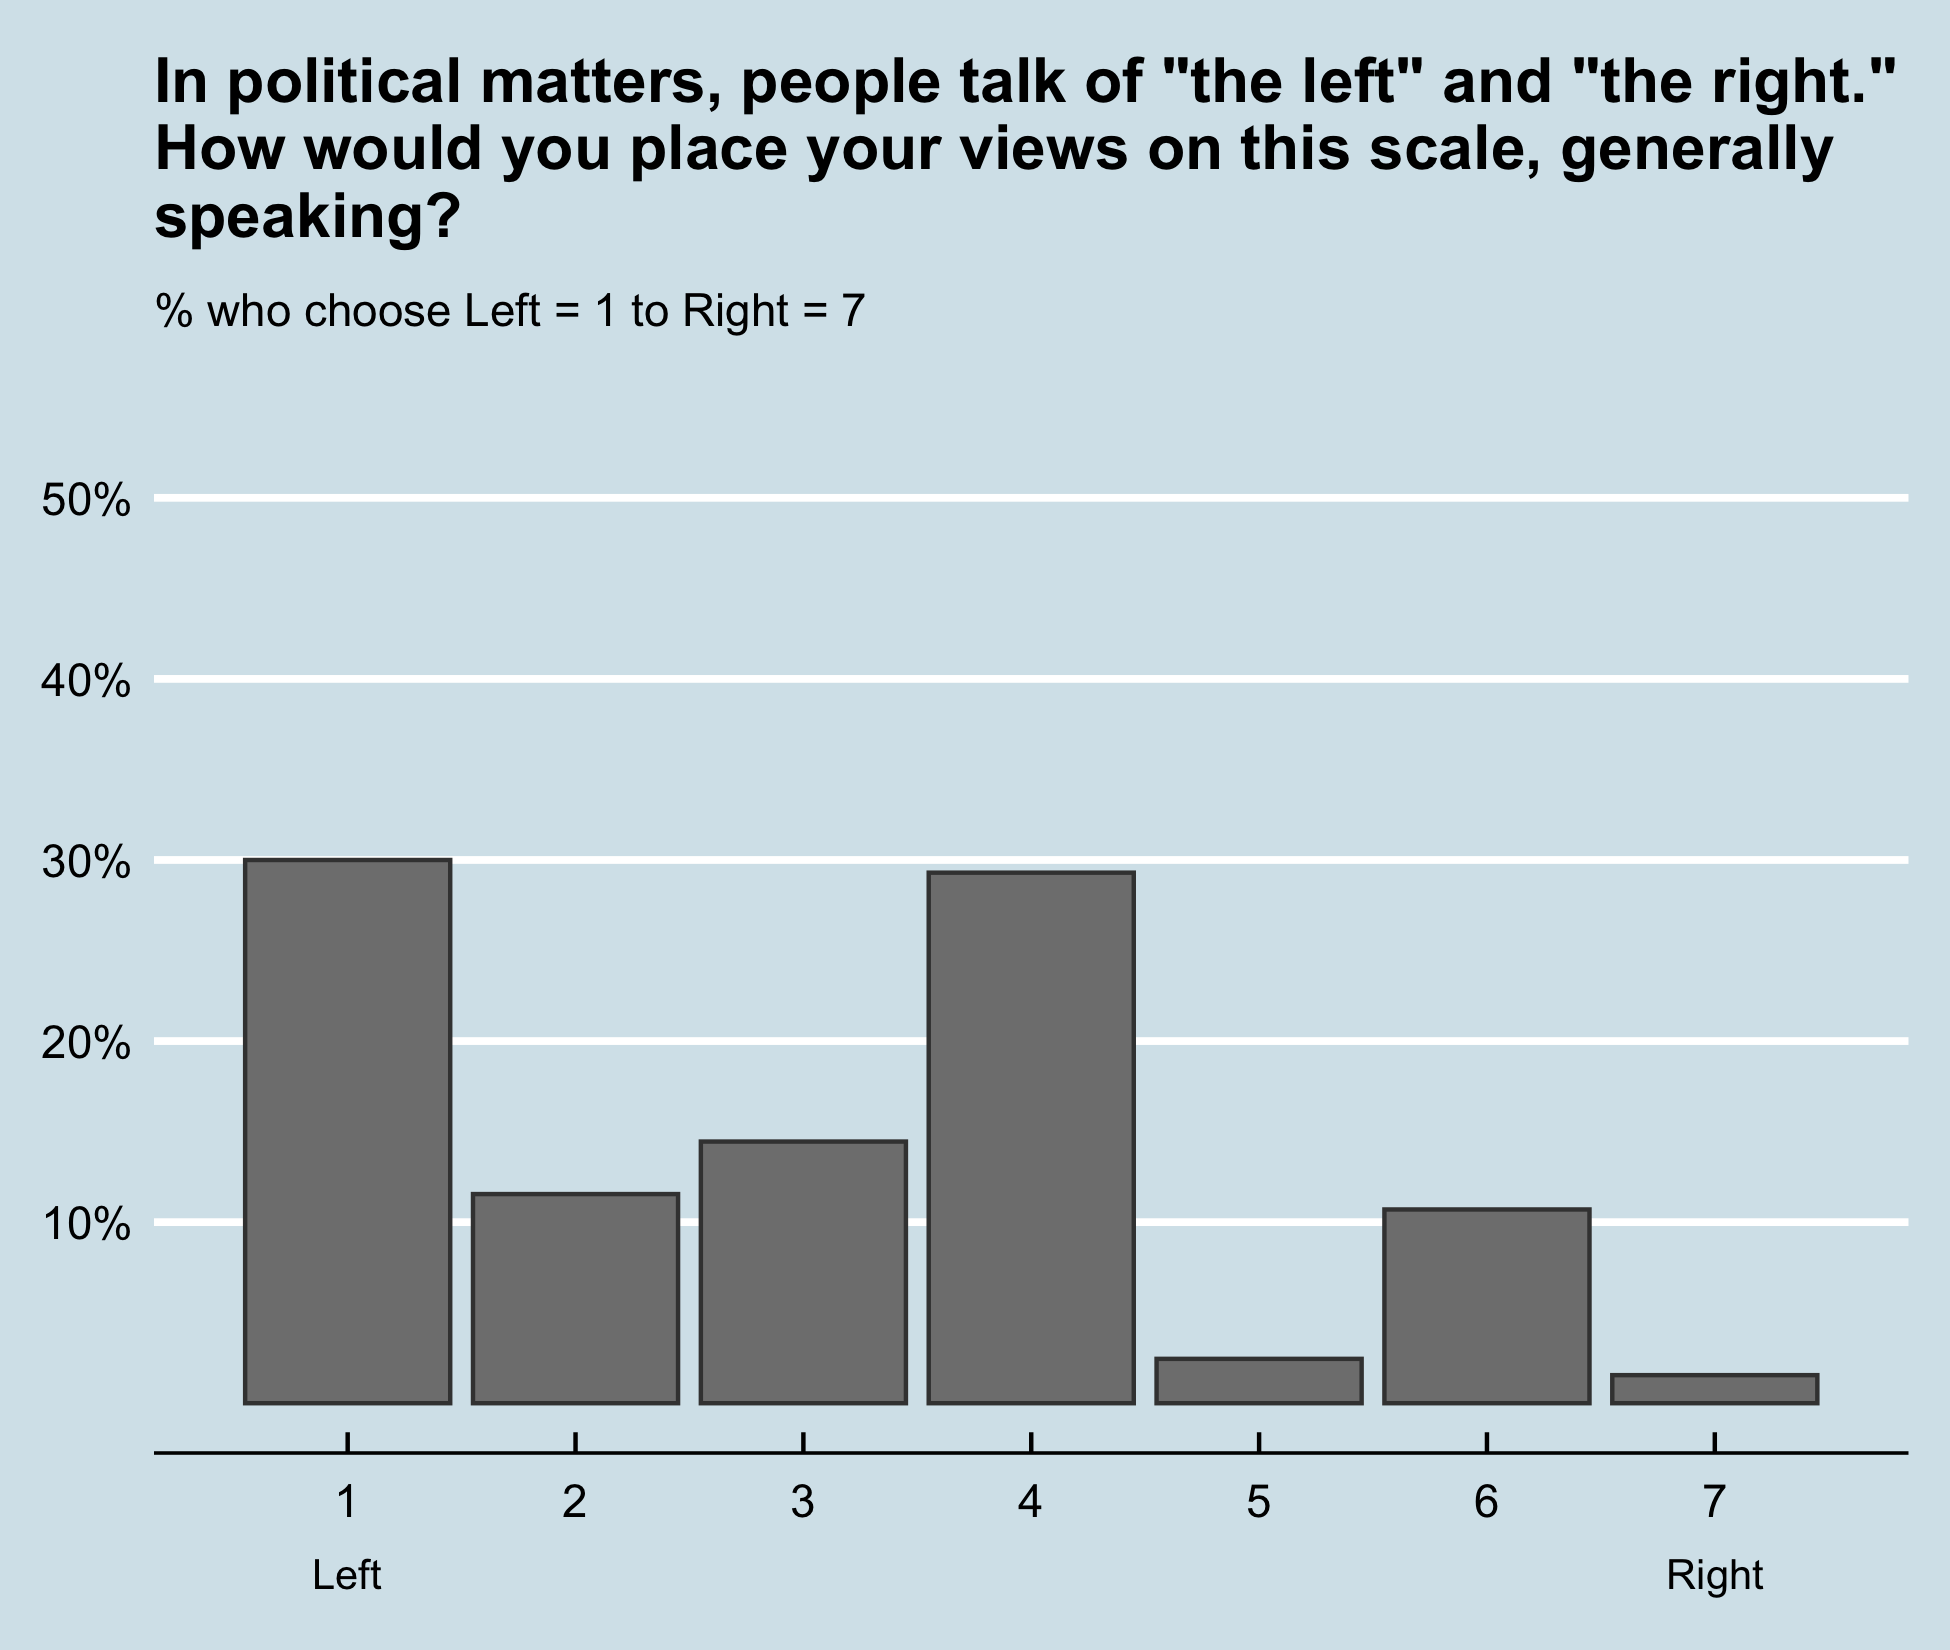 In political matters, people talk of "the left" and "the right."
How would you place your views on this scale, generally
speaking?
% who choose Left = 1 to Right = 7
50%
40%
30%
20%
10%
1 2 3 4 5 6 7
Left Right